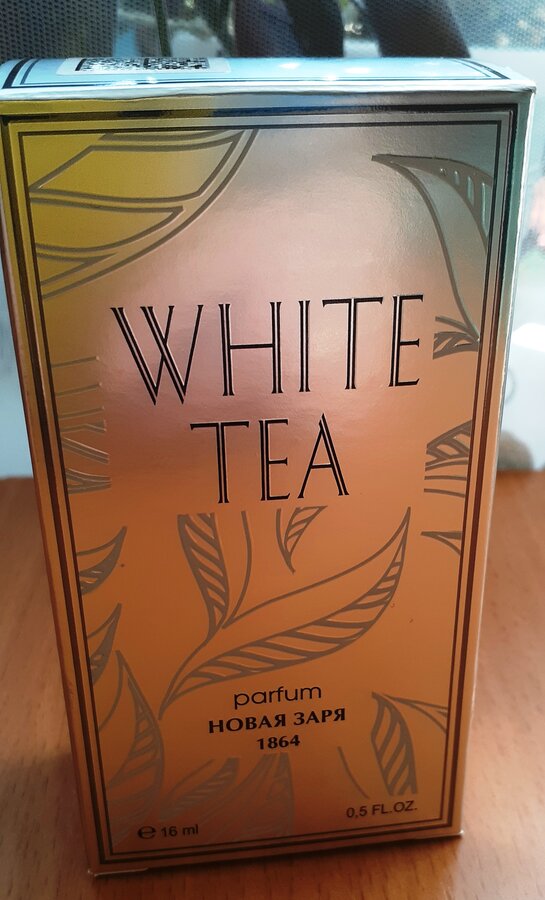 WHITE
TEA
parfum
НОВАЯ ЗАРЯ
1864
℮ 16 ml
0,5 FL.OZ.